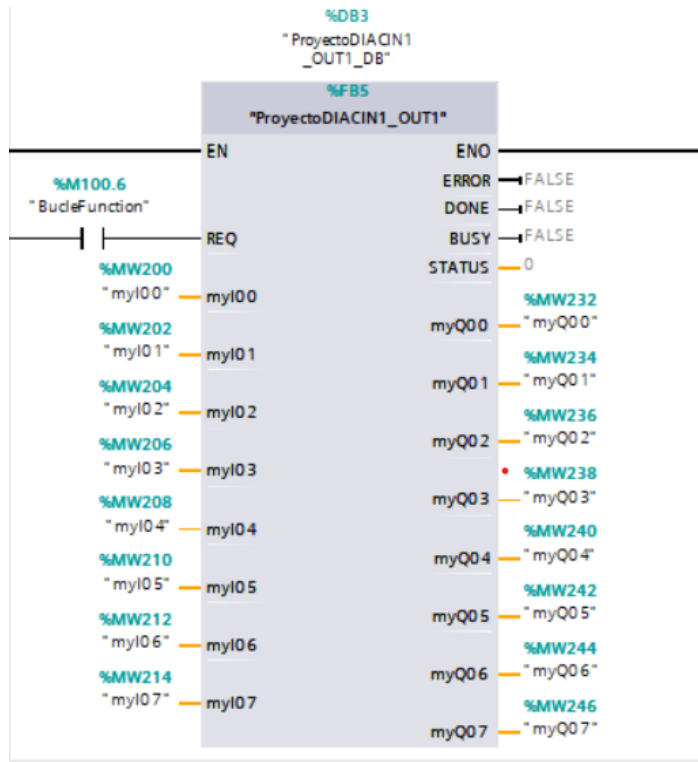 %DB3
"ProyectoDIACIN1
_OUT1_DB"
%FB5
"ProyectoDIACIN1_OUT1"
EN ENO
%M100.6 ERROR FALSE
"BucleFunction" DONE FALSE
REQ BUSY FALSE
%MW200 STATUS 0
"myI00" myI00 %MW232
myQ00 "myQ00"
%MW202
"myI01" myI01 %MW234
myQ01 "myQ01"
%MW204
"myI02" myI02 %MW236
myQ02 "myQ02"
%MW206
"myI03" myI03 %MW238
myQ03 "myQ03"
%MW208
"myI04" myI04 %MW240
myQ04 "myQ04"
%MW210
"myI05" myI05 %MW242
myQ05 "myQ05"
%MW212
"myI06" myI06 %MW244
myQ06 "myQ06"
%MW214
"myI07" myI07 %MW246
myQ07 "myQ07"